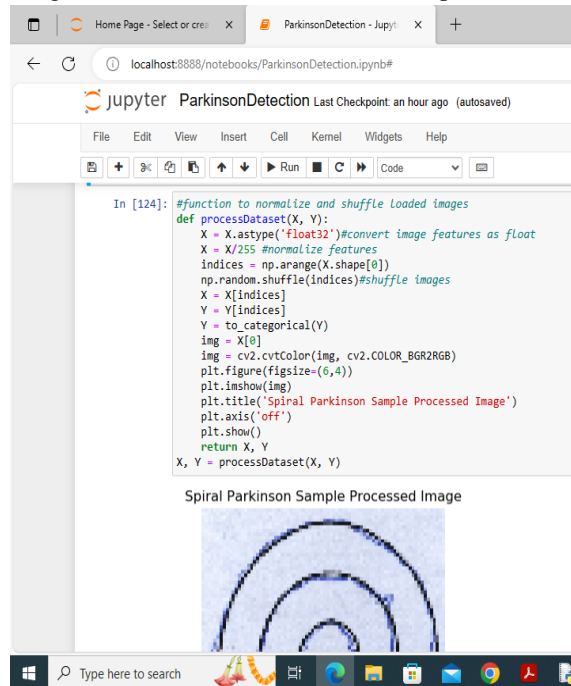 Home Page - Select or crea
ParkinsonDetection - Jupyt
localhost:8888/notebooks/ParkinsonDetection.ipynb#
jupyter ParkinsonDetection Last Checkpoint: an hour ago (autosaved)
File Edit View Insert Cell Kernel Widgets Help
Run Code
In [124]: #function to normalize and shuffle loaded images
def processDataset(X, Y):
    X = X.astype('float32')#convert image features as float
    X = X/255 #normalize features
    indices = np.arange(X.shape[0])
    np.random.shuffle(indices)#shuffle images
    X = X[indices]
    Y = Y[indices]
    Y = to_categorical(Y)
    img = X[0]
    img = cv2.cvtColor(img, cv2.COLOR_BGR2RGB)
    plt.figure(figsize=(6,4))
    plt.imshow(img)
    plt.title('Spiral Parkinson Sample Processed Image')
    plt.axis('off')
    plt.show()
    return X, Y
X, Y = processDataset(X, Y)
Spiral Parkinson Sample Processed Image
Type here to search